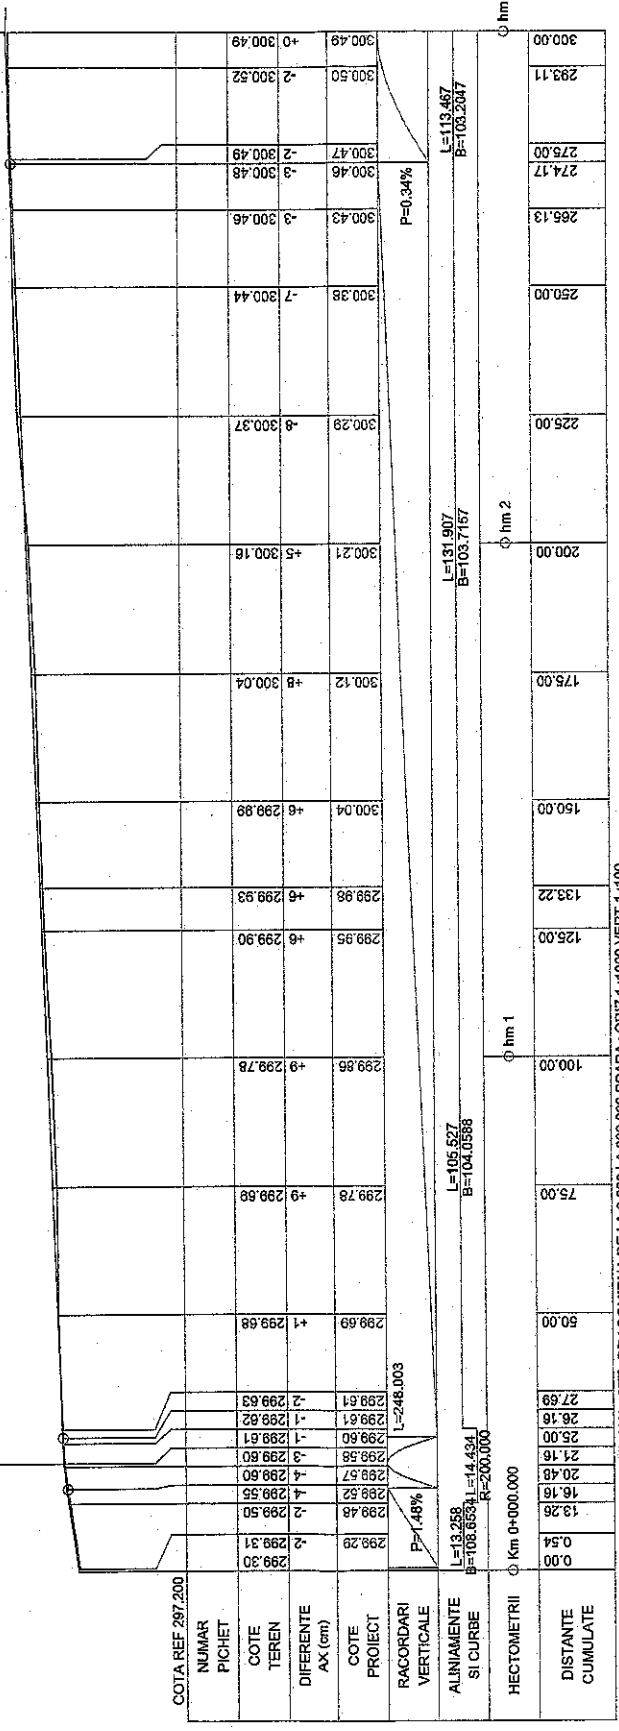 COTA REF 297.200
NUMAR
PICHET
COTE
TEREN
299.30
299.31
299.50
299.55
299.60
299.60
299.61
299.62
299.63
299.68
299.69
299.78
299.90
299.93
299.99
300.04
300.16
300.37
300.44
300.46
300.48
300.49
300.52
300.49
DIFERENTE
AX (cm)
-2
-2
-4
-4
-3
-1
-1
-2
+1
+9
+9
+6
+6
+6
+8
+5
-8
-7
-3
-3
-2
-2
+0
COTE
PROIECT
299.29
299.48
299.52
299.57
299.58
299.60
299.61
299.61
299.69
299.78
299.86
299.95
299.98
300.04
300.12
300.21
300.29
300.38
300.43
300.46
300.47
300.50
300.49
RACORDARI
VERTICALE
P=1.48%
L=248.003
P=0.34%
ALINIAMENTE
SI CURBE
L=13.258
B=108.6534
L=14.434
R=200.000
L=105.527
B=104.0588
L=131.907
B=103.7157
L=113.467
B=103.2047
HECTOMETRII
Km 0+000.000
hm 1
hm 2
hm
DISTANTE
CUMULATE
0.00
0.54
13.26
16.16
20.48
21.16
25.00
26.16
27.69
50.00
75.00
100.00
125.00
133.22
150.00
175.00
200.00
225.00
250.00
265.13
274.17
275.00
293.11
300.00